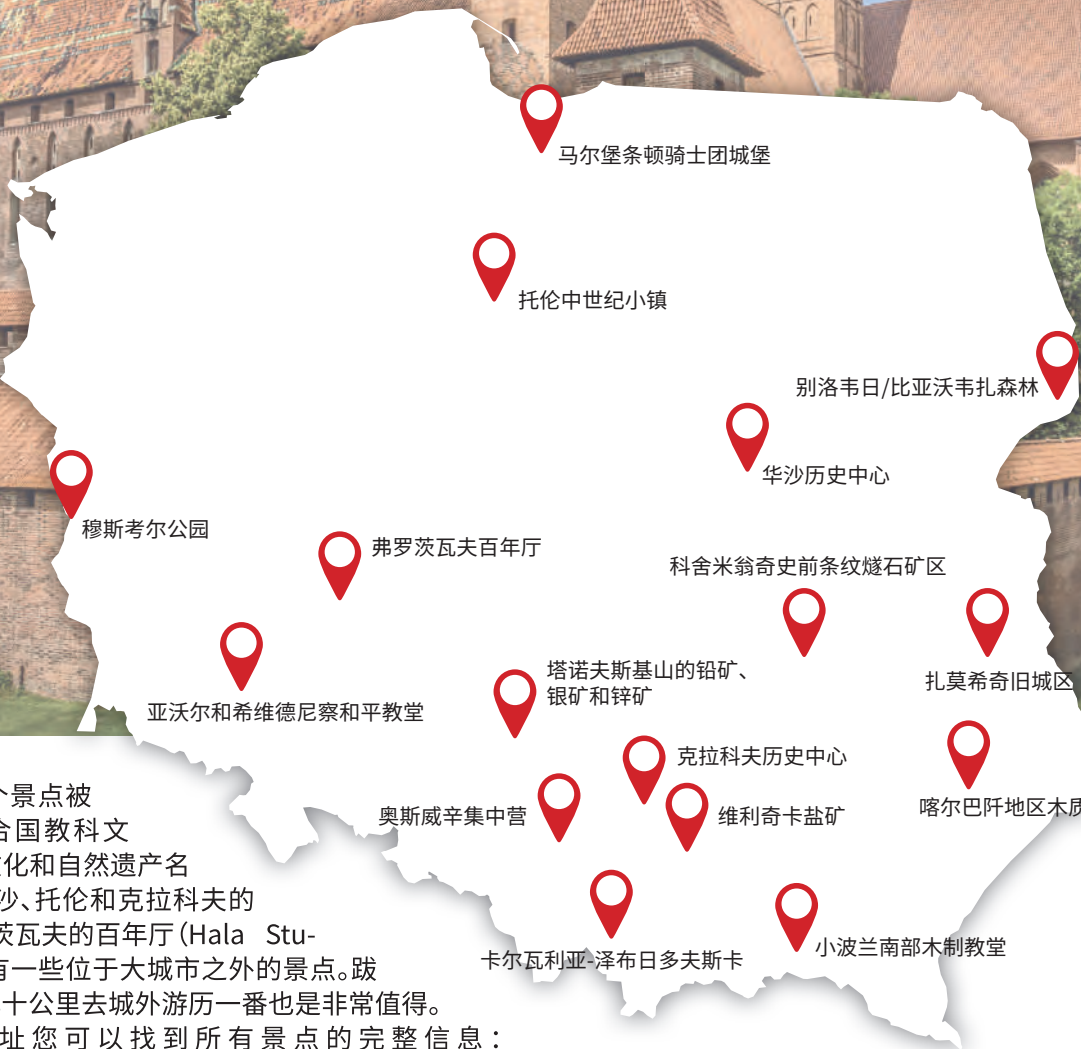 马尔堡条顿骑士团城堡
托伦中世纪小镇
别洛韦日/比亚沃韦扎森林
华沙历史中心
穆斯考尔公园
弗罗茨瓦夫百年厅
科舍米翁奇史前条纹燧石矿区
塔诺夫斯基山的铅矿、
银矿和锌矿
扎莫希奇旧城区
亚沃尔和希维德尼察和平教堂
克拉科夫历史中心
喀尔巴阡地区木质
奥斯威辛集中营
维利奇卡盐矿
卡尔瓦利亚-泽布日多夫斯卡
小波兰南部木制教堂
个景点被
合国教科文
化和自然遗产名
沙、托伦和克拉科夫的
茨瓦夫的百年厅(Hala Stu-
有一些位于大城市之外的景点。跋
十公里去城外游历一番也是非常值得。
址您可以找到所有景点的完整信息: